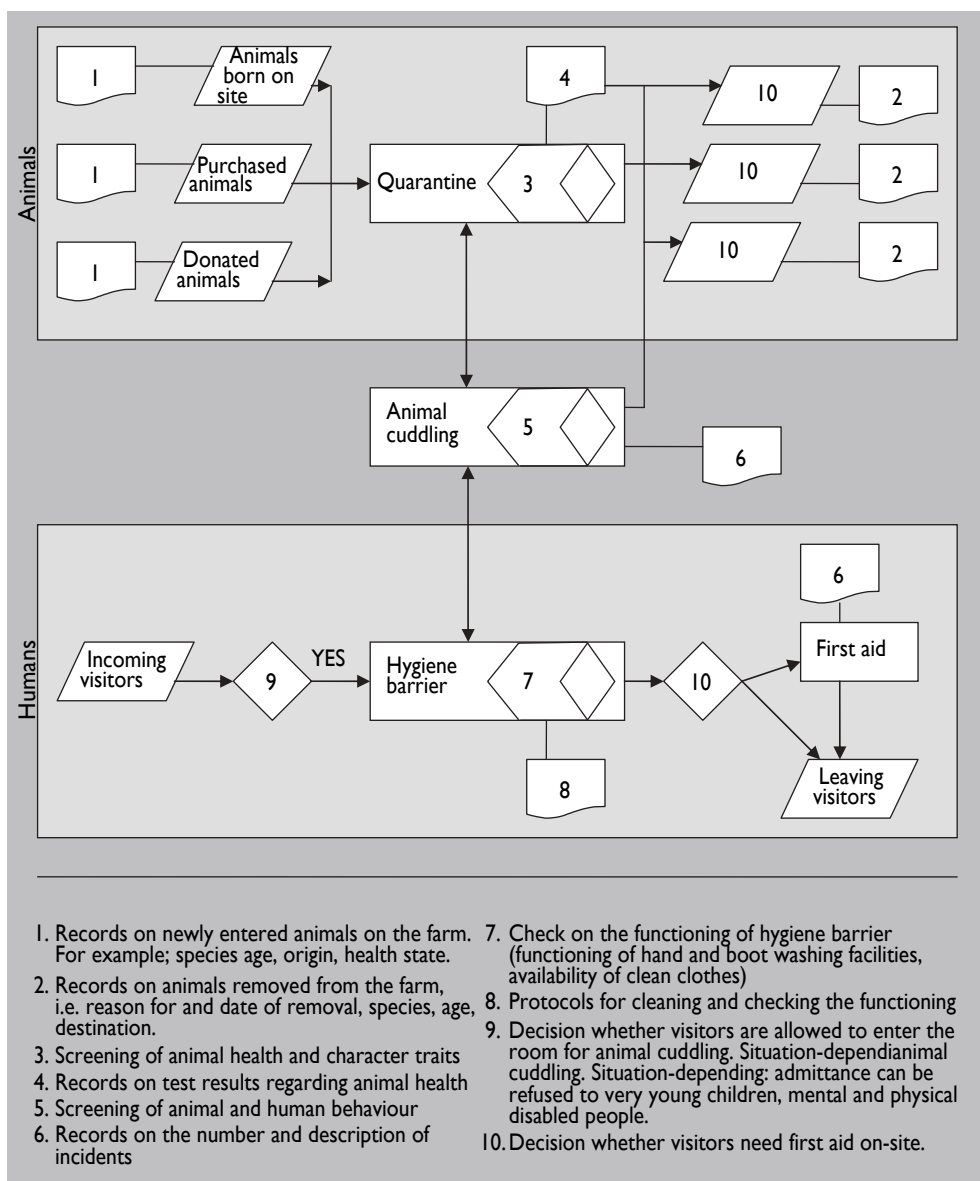 Animals
1
Animals
born on
site
4
10
2
1
Purchased
animals
Quarantine
3
10
2
1
Donated
animals
10
2
Animal
cuddling
5
6
Humans
6
Incoming
visitors
9
YES
Hygiene
barrier
7
10
First aid
8
Leaving
visitors
1. Records on newly entered animals on the farm.
For example; species age, origin, health state.
2. Records on animals removed from the farm,
i.e. reason for and date of removal, species, age,
destination.
3. Screening of animal health and character traits
4. Records on test results regarding animal health
5. Screening of animal and human behaviour
6. Records on the number and description of
incidents
7. Check on the functioning of hygiene barrier
(functioning of hand and boot washing facilities,
availability of clean clothes)
8. Protocols for cleaning and checking the functioning
9. Decision whether visitors are allowed to enter the
room for animal cuddling. Situation-dependianimal
cuddling. Situation-depending: admittance can be
refused to very young children, mental and physical
disabled people.
10. Decision whether visitors need first aid on-site.